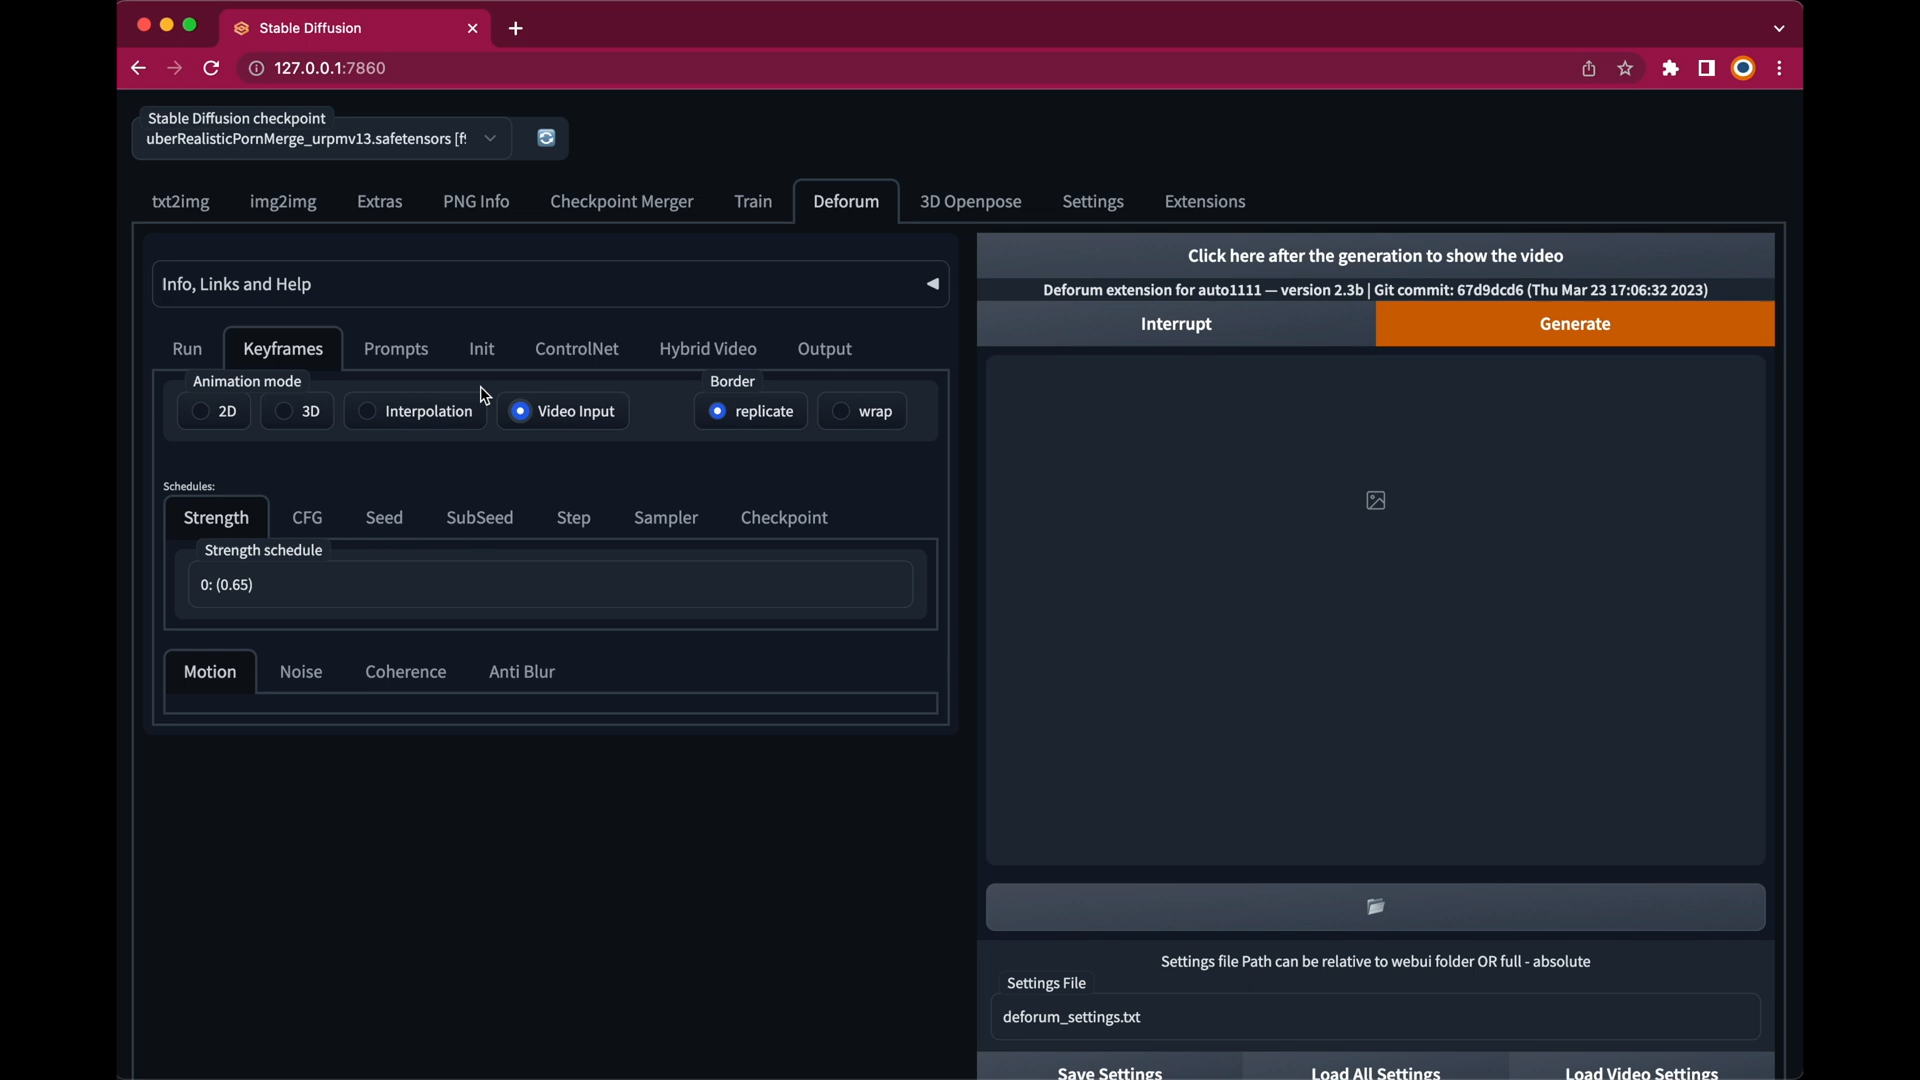 Stable Diffusion
127.0.0.1:7860
Stable Diffusion checkpoint
uberRealisticPornMerge_urpmv13.safetensors [f9
txt2img img2img Extras PNG Info Checkpoint Merger Train Deforum 3D Openpose Settings Extensions
Info, Links and Help
Click here after the generation to show the video
Deforum extension for auto1111 — version 2.3b | Git commit: 67d9dcd6 (Thu Mar 23 17:06:32 2023)
Interrupt Generate
Run Keyframes Prompts Init ControlNet Hybrid Video Output
Animation mode
2D 3D Interpolation Video Input
Border
replicate wrap
Schedules:
Strength CFG Seed SubSeed Step Sampler Checkpoint
Strength schedule
0: (0.65)
Motion Noise Coherence Anti Blur
Settings file Path can be relative to webui folder OR full - absolute
Settings File
deforum_settings.txt
Save Settings Load All Settings Load Video Settings